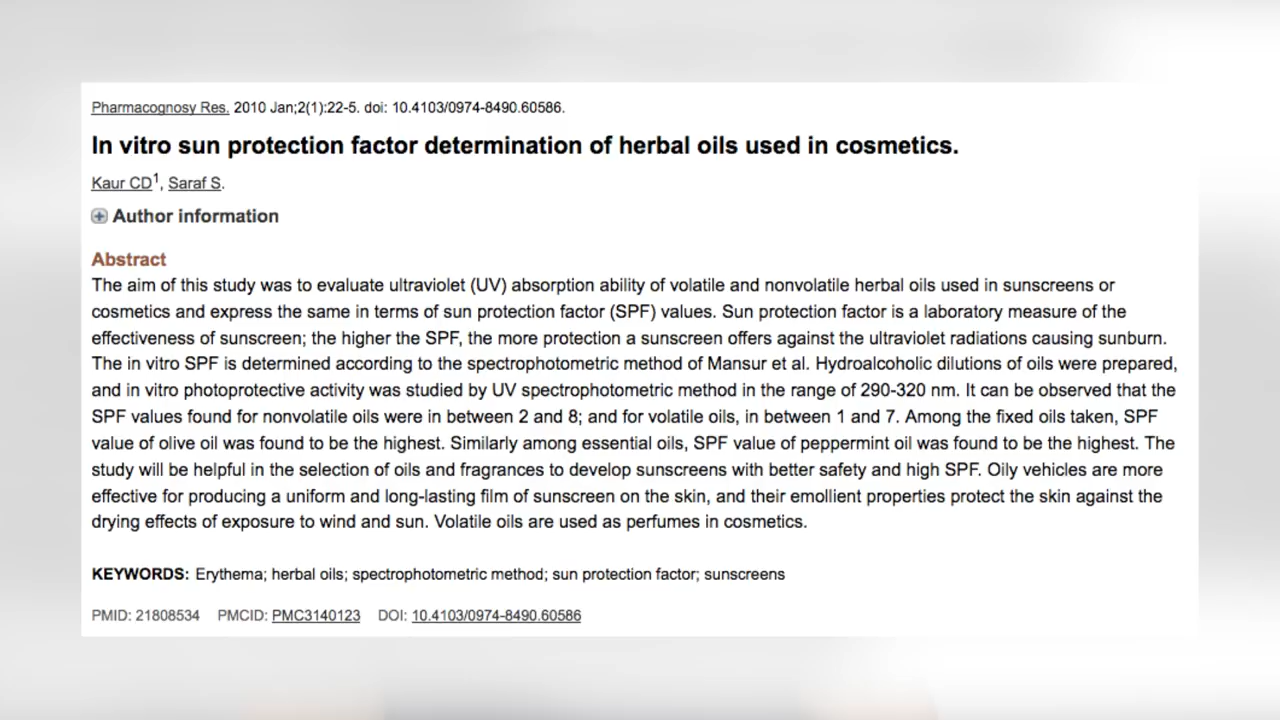 Pharmacognosy Res. 2010 Jan;2(1):22-5. doi: 10.4103/0974-8490.60586.
In vitro sun protection factor determination of herbal oils used in cosmetics.
Kaur CD1, Saraf S.
Author information
Abstract
The aim of this study was to evaluate ultraviolet (UV) absorption ability of volatile and nonvolatile herbal oils used in sunscreens or
cosmetics and express the same in terms of sun protection factor (SPF) values. Sun protection factor is a laboratory measure of the
effectiveness of sunscreen; the higher the SPF, the more protection a sunscreen offers against the ultraviolet radiations causing sunburn.
The in vitro SPF is determined according to the spectrophotometric method of Mansur et al. Hydroalcoholic dilutions of oils were prepared,
and in vitro photoprotective activity was studied by UV spectrophotometric method in the range of 290-320 nm. It can be observed that the
SPF values found for nonvolatile oils were in between 2 and 8; and for volatile oils, in between 1 and 7. Among the fixed oils taken, SPF
value of olive oil was found to be the highest. Similarly among essential oils, SPF value of peppermint oil was found to be the highest. The
study will be helpful in the selection of oils and fragrances to develop sunscreens with better safety and high SPF. Oily vehicles are more
effective for producing a uniform and long-lasting film of sunscreen on the skin, and their emollient properties protect the skin against the
drying effects of exposure to wind and sun. Volatile oils are used as perfumes in cosmetics.
KEYWORDS: Erythema; herbal oils; spectrophotometric method; sun protection factor; sunscreens
PMID: 21808534 PMCID: PMC3140123 DOI: 10.4103/0974-8490.60586